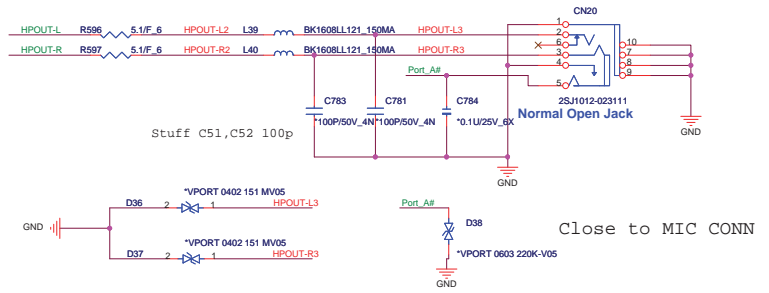 CN20
HPOUT-L R596 5.1/F_6 HPOUT-L2 L39 BK1608LL121_150MA HPOUT-L3
HPOUT-R R597 5.1/F_6 HPOUT-R2 L40 BK1608LL121_150MA HPOUT-R3
1
2
6
3
4
5
10
7
8
9
Port_A#
2SJ1012-023111
Normal Open Jack
C783 C781 C784
*100P/50V_4N *100P/50V_4N *0.1U/25V_6X
Stuff C51,C52 100p
GND
GND
*VPORT 0402 151 MV05
D36 2 1 HPOUT-L3
GND
*VPORT 0402 151 MV05
D37 2 1 HPOUT-R3
Port_A#
D38
*VPORT 0603 220K-V05
GND
Close to MIC CONN